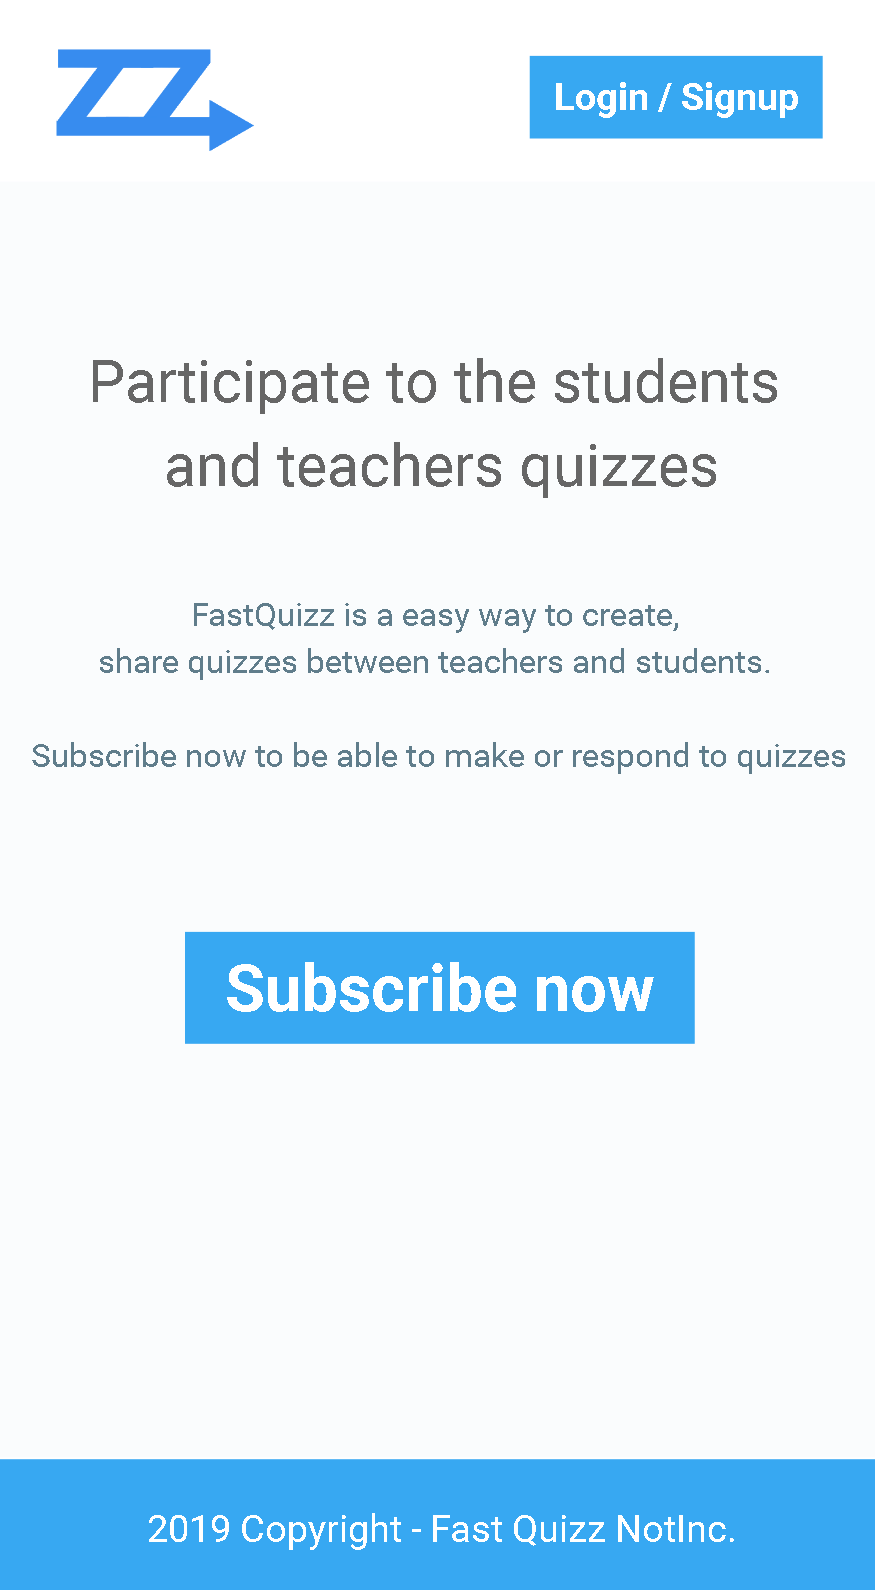 ZZ
Login / Signup
Participate to the students
and teachers quizzes
FastQuizz is a easy way to create,
share quizzes between teachers and students.
Subscribe now to be able to make or respond to quizzes
Subscribe now
2019 Copyright - Fast Quizz NotInc.